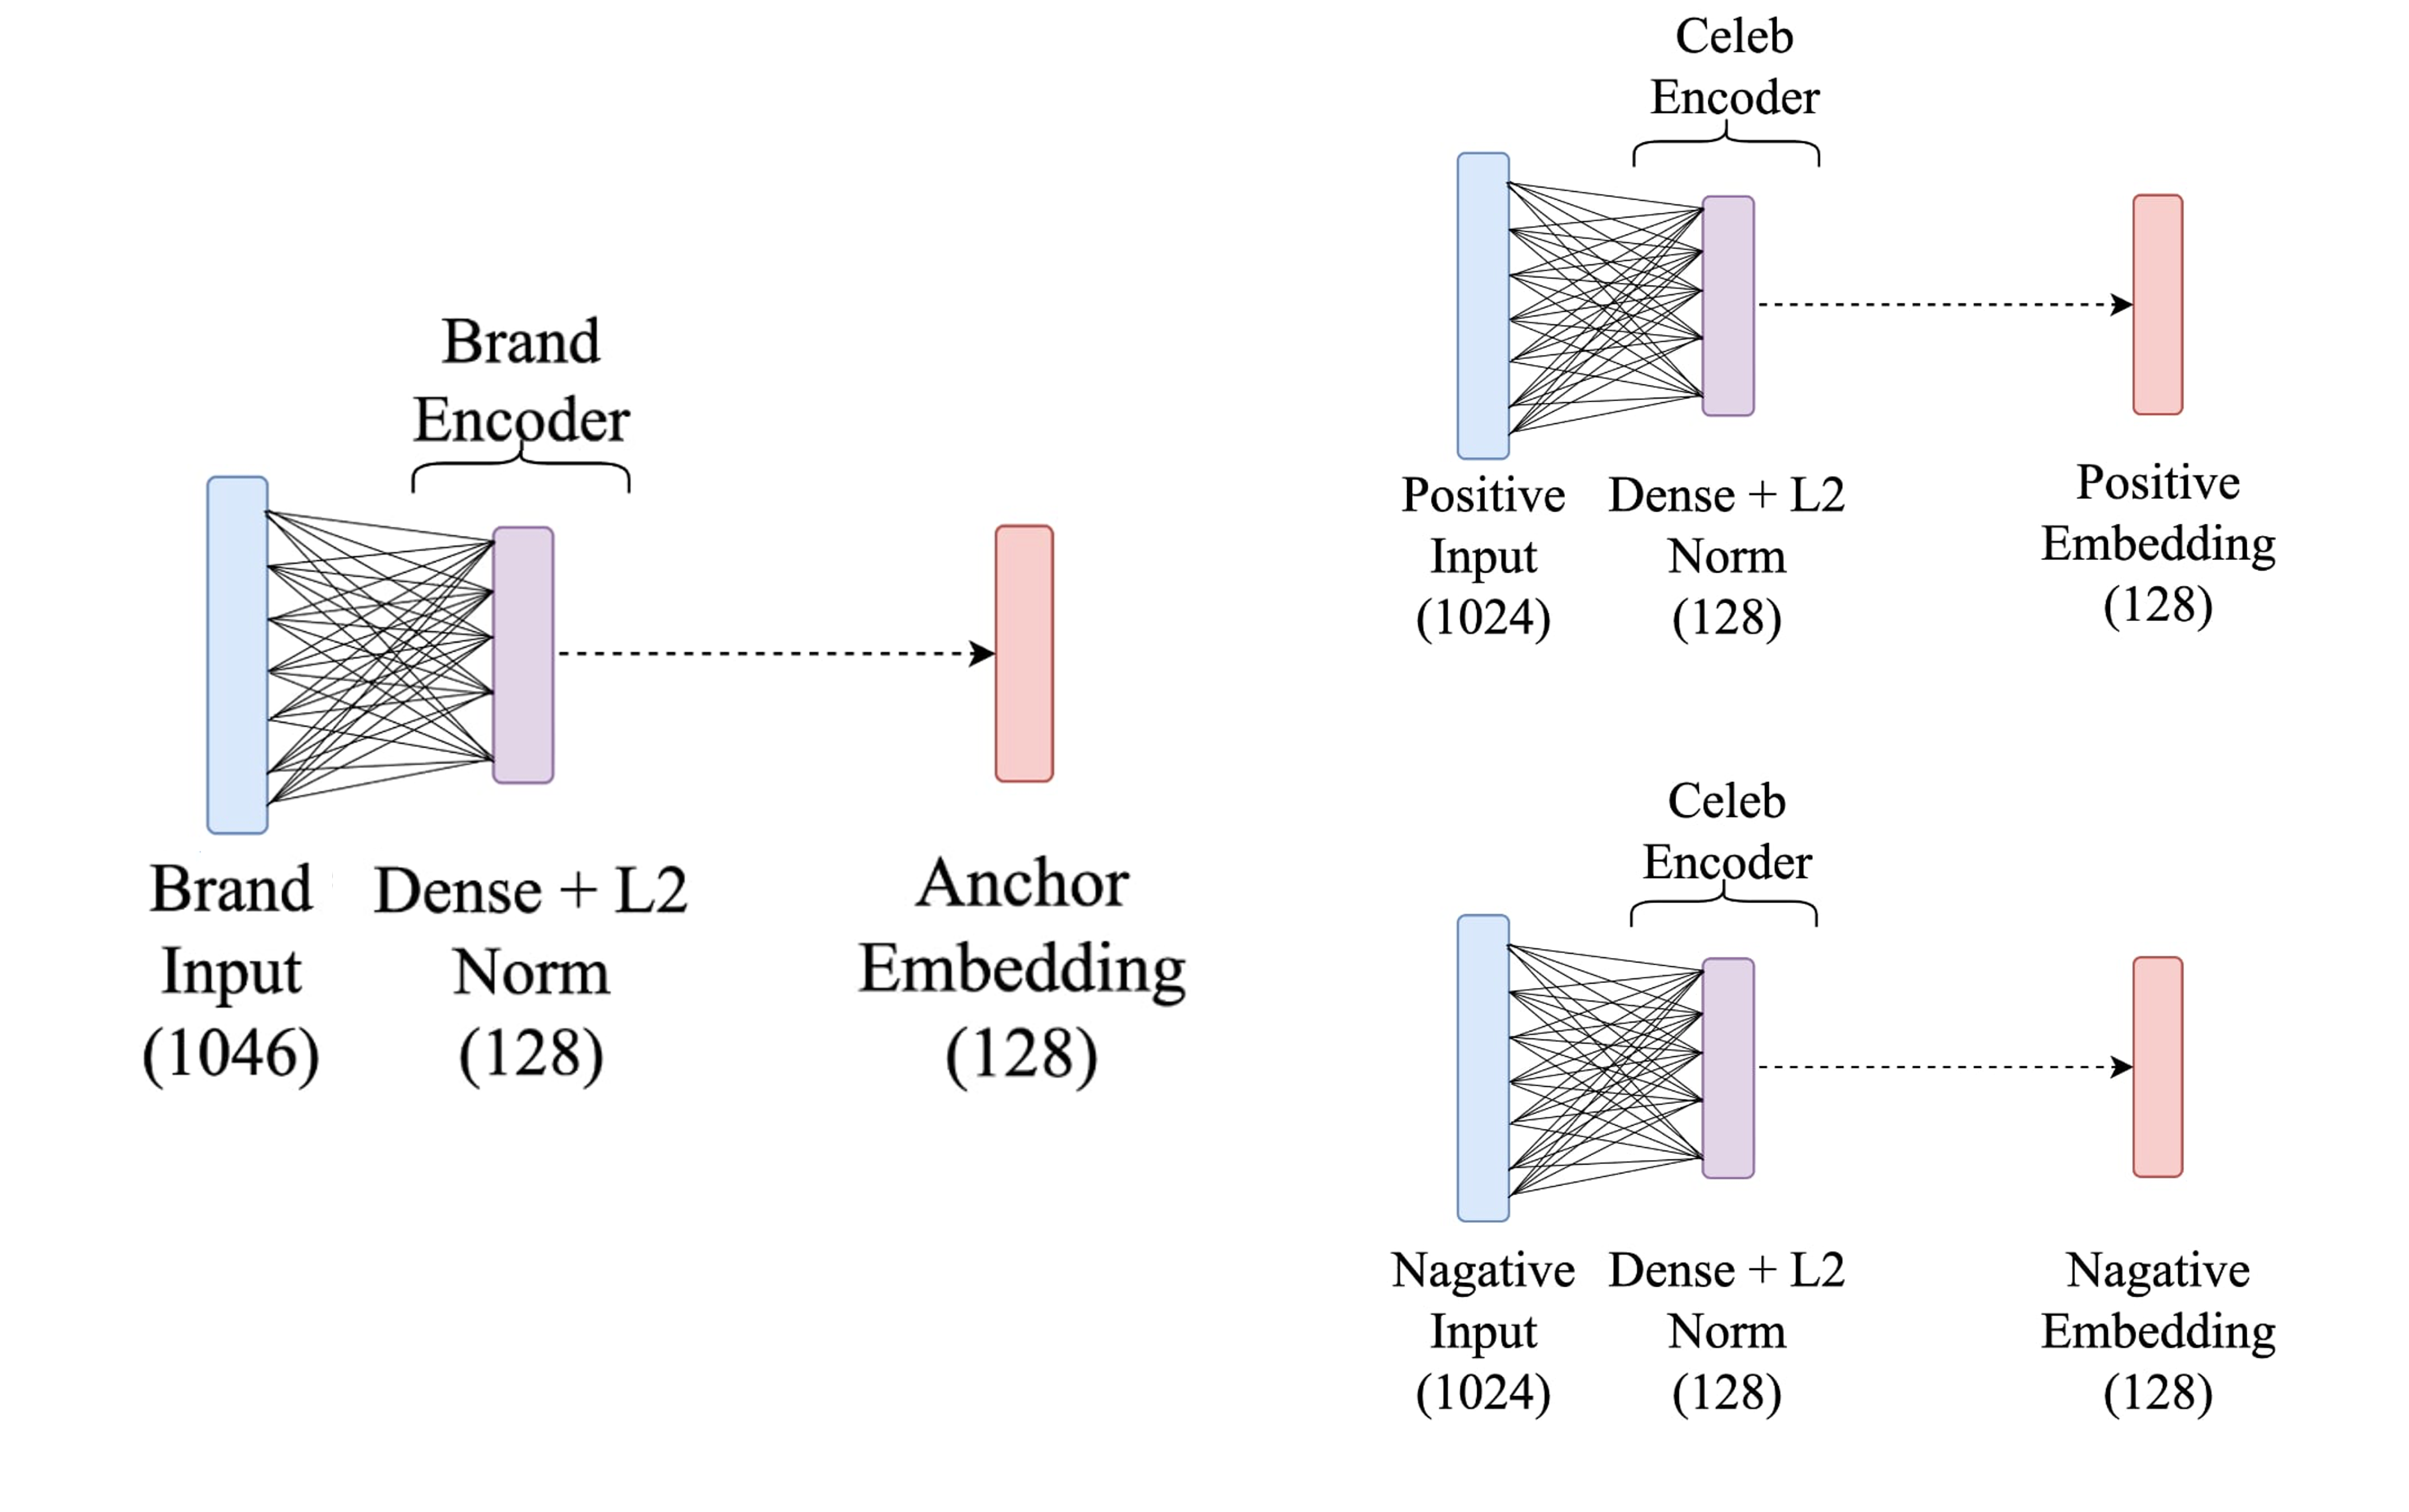 Brand
Encoder
Brand
Input
(1046)
Dense + L2
Norm
(128)
Anchor
Embedding
(128)
Celeb
Encoder
Positive
Input
(1024)
Dense + L2
Norm
(128)
Positive
Embedding
(128)
Celeb
Encoder
Nagative
Input
(1024)
Dense + L2
Norm
(128)
Nagative
Embedding
(128)